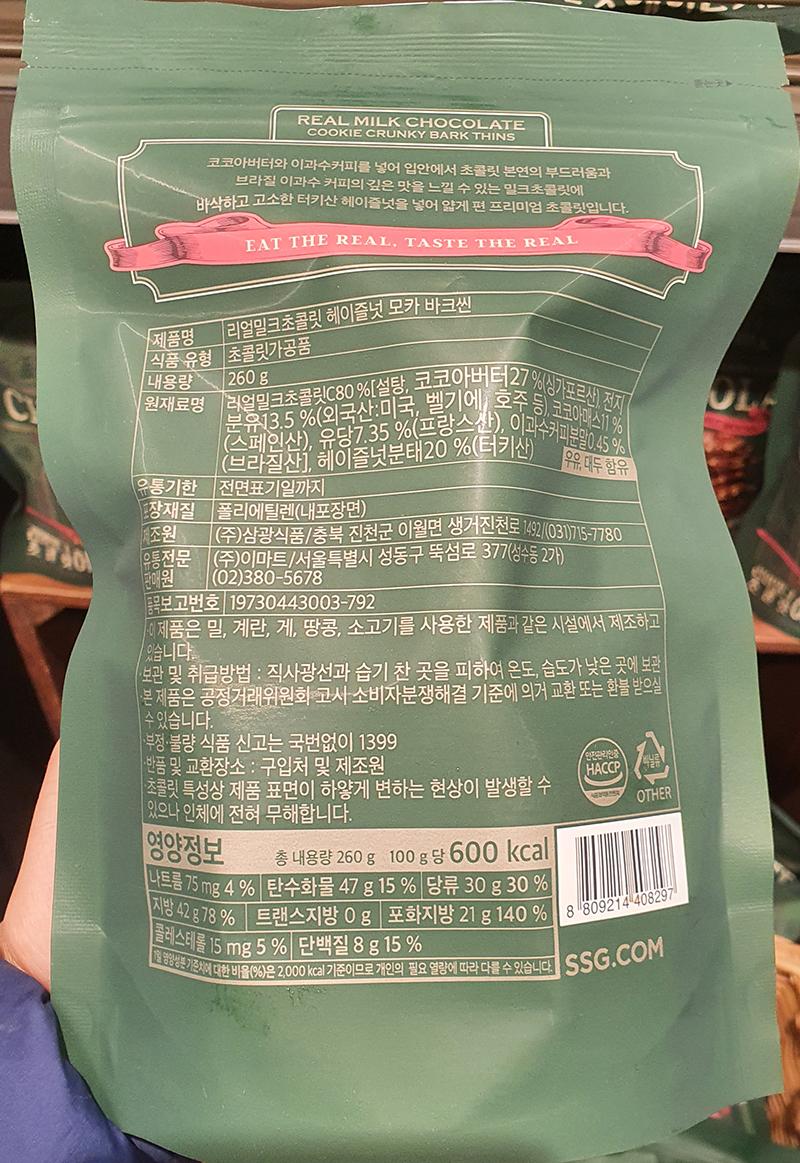 REAL MILK CHOCOLATE
COOKIE CRUNKY BARK THINS
코코아버터와 이과수커피를 넣어 입안에서 초콜릿 본연의 부드러움과
브라질 이과수 커피의 깊은 맛을 느낄 수 있는 밀크초콜릿에
바삭하고 고소한 터키산 헤이즐넛을 넣어 얇게 편 프리미엄 초콜릿입니다.
EAT THE REAL, TASTE THE REAL
제품명 리얼밀크초콜릿 헤이즐넛 모카 바크씬
식품 유형 초콜릿가공품
내용량 260 g
원재료명 리얼밀크초콜릿C80 %[설탕, 코코아버터27 %(싱가포르산), 전지
분유13.5 %(외국산:미국, 벨기에, 호주 등), 코코아매스11 %
(스페인산), 유당7.35 %(프랑스산), 이과수커피분말0.45 %
(브라질산)], 헤이즐넛분태20 %(터키산)
우유, 대두 함유
유통기한 전면표기일까지
포장재질 폴리에틸렌(내포장면)
제조원 (주)삼광식품/충북 진천군 이월면 생거진천로 1492/(031)715-7780
유통전문판매원 (주)이마트/서울특별시 성동구 뚝섬로 377(성수동 2가)
(02)380-5678
품목보고번호 19730443003-792
·이 제품은 밀, 계란, 게, 땅콩, 소고기를 사용한 제품과 같은 시설에서 제조하고
있습니다.
·보관 및 취급방법 : 직사광선과 습기 찬 곳을 피하여 온도, 습도가 낮은 곳에 보관
·본 제품은 공정거래위원회 고시 소비자분쟁해결 기준에 의거 교환 또는 환불 받으실
수 있습니다.
·부정·불량 식품 신고는 국번없이 1399
·반품 및 교환장소 : 구입처 및 제조원
·초콜릿 특성상 제품 표면이 하얗게 변하는 현상이 발생할 수
있으나 인체에 전혀 무해합니다.
안전관리인증
HACCP
비닐류
OTHER
영양정보 총 내용량 260 g 100 g 당 600 kcal
나트륨 75 mg 4 % 탄수화물 47 g 15 % 당류 30 g 30 %
지방 42 g 78 % 트랜스지방 0 g 포화지방 21 g 140 %
콜레스테롤 15 mg 5 % 단백질 8 g 15 %
1일 영양성분 기준치에 대한 비율(%)은 2,000 kcal 기준이므로 개인의 필요 열량에 따라 다를 수 있습니다.
8 809214 408297
SSG.COM